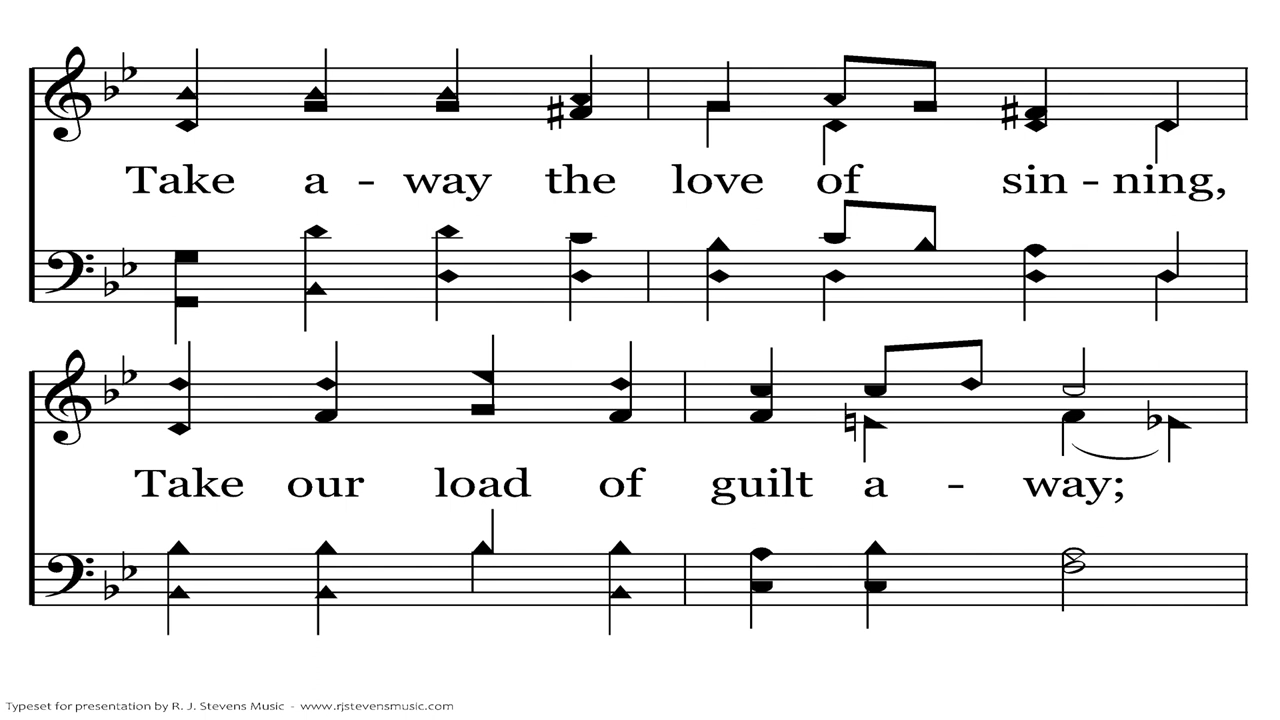 Take a - way the love of sin - ning,
Take our load of guilt a - way;
Typeset for presentation by R. J. Stevens Music - www.rjstevensmusic.com